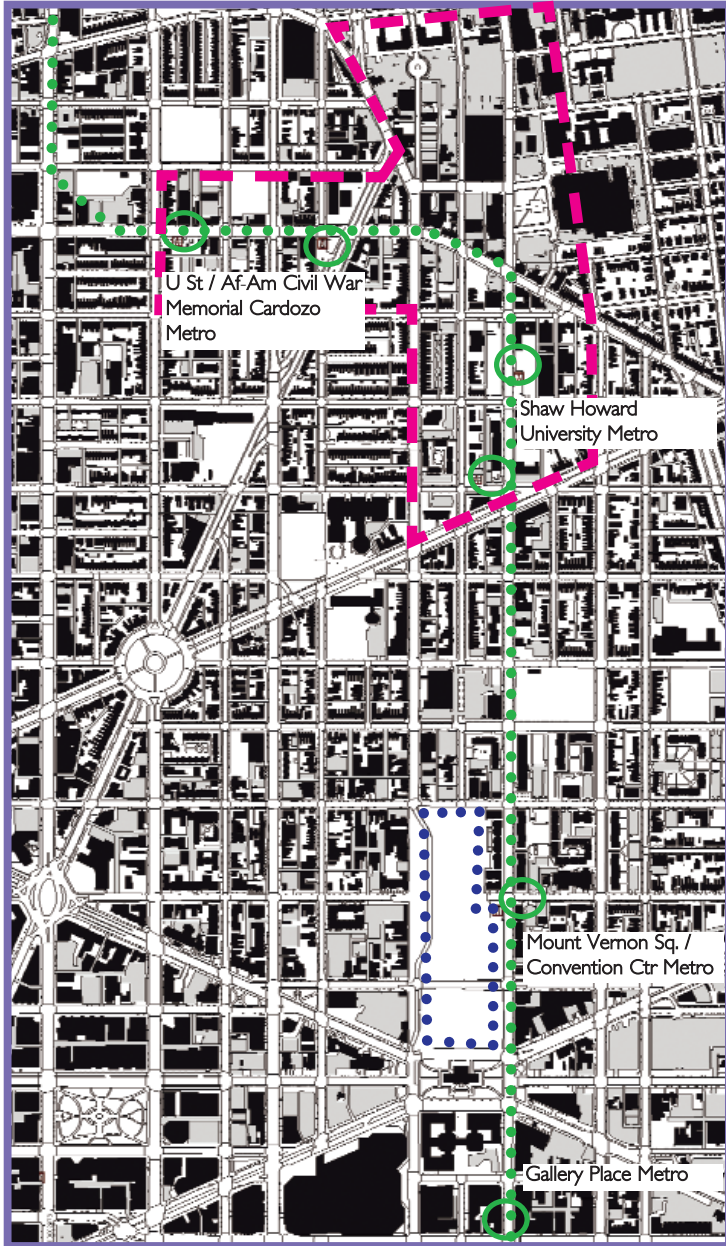 U St / Af-Am Civil War
Memorial Cardozo
Metro
Shaw Howard
University Metro
Mount Vernon Sq. /
Convention Ctr Metro
Gallery Place Metro